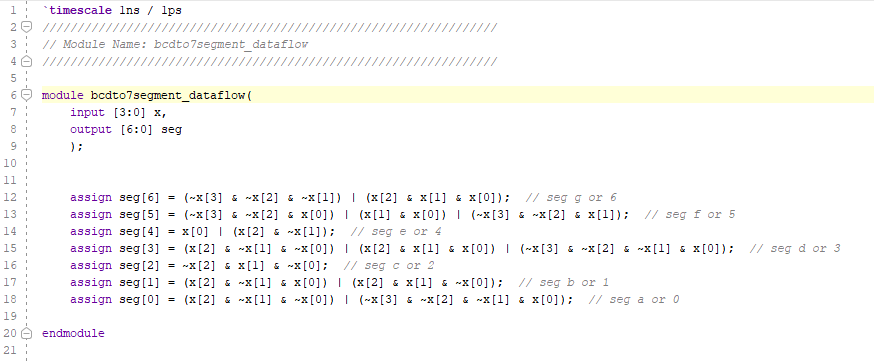 1 `timescale 1ns / 1ps
2 /////////////////////////////////////////////////////////////////
3 // Module Name: bcdto7segment_dataflow
4 /////////////////////////////////////////////////////////////////
5
6 module bcdto7segment_dataflow(
7 input [3:0] x,
8 output [6:0] seg
9 );
10
11
12 assign seg[6] = (~x[3] & ~x[2] & ~x[1]) | (x[2] & x[1] & x[0]); // seg g or 6
13 assign seg[5] = (~x[3] & ~x[2] & x[0]) | (x[1] & x[0]) | (~x[3] & ~x[2] & x[1]); // seg f or 5
14 assign seg[4] = x[0] | (x[2] & ~x[1]); // seg e or 4
15 assign seg[3] = (x[2] & ~x[1] & ~x[0]) | (x[2] & x[1] & x[0]) | (~x[3] & ~x[2] & ~x[1] & x[0]); // seg d or 3
16 assign seg[2] = ~x[2] & x[1] & ~x[0]; // seg c or 2
17 assign seg[1] = (x[2] & ~x[1] & x[0]) | (x[2] & x[1] & ~x[0]); // seg b or 1
18 assign seg[0] = (x[2] & ~x[1] & ~x[0]) | (~x[3] & ~x[2] & ~x[1] & x[0]); // seg a or 0
19
20 endmodule
21